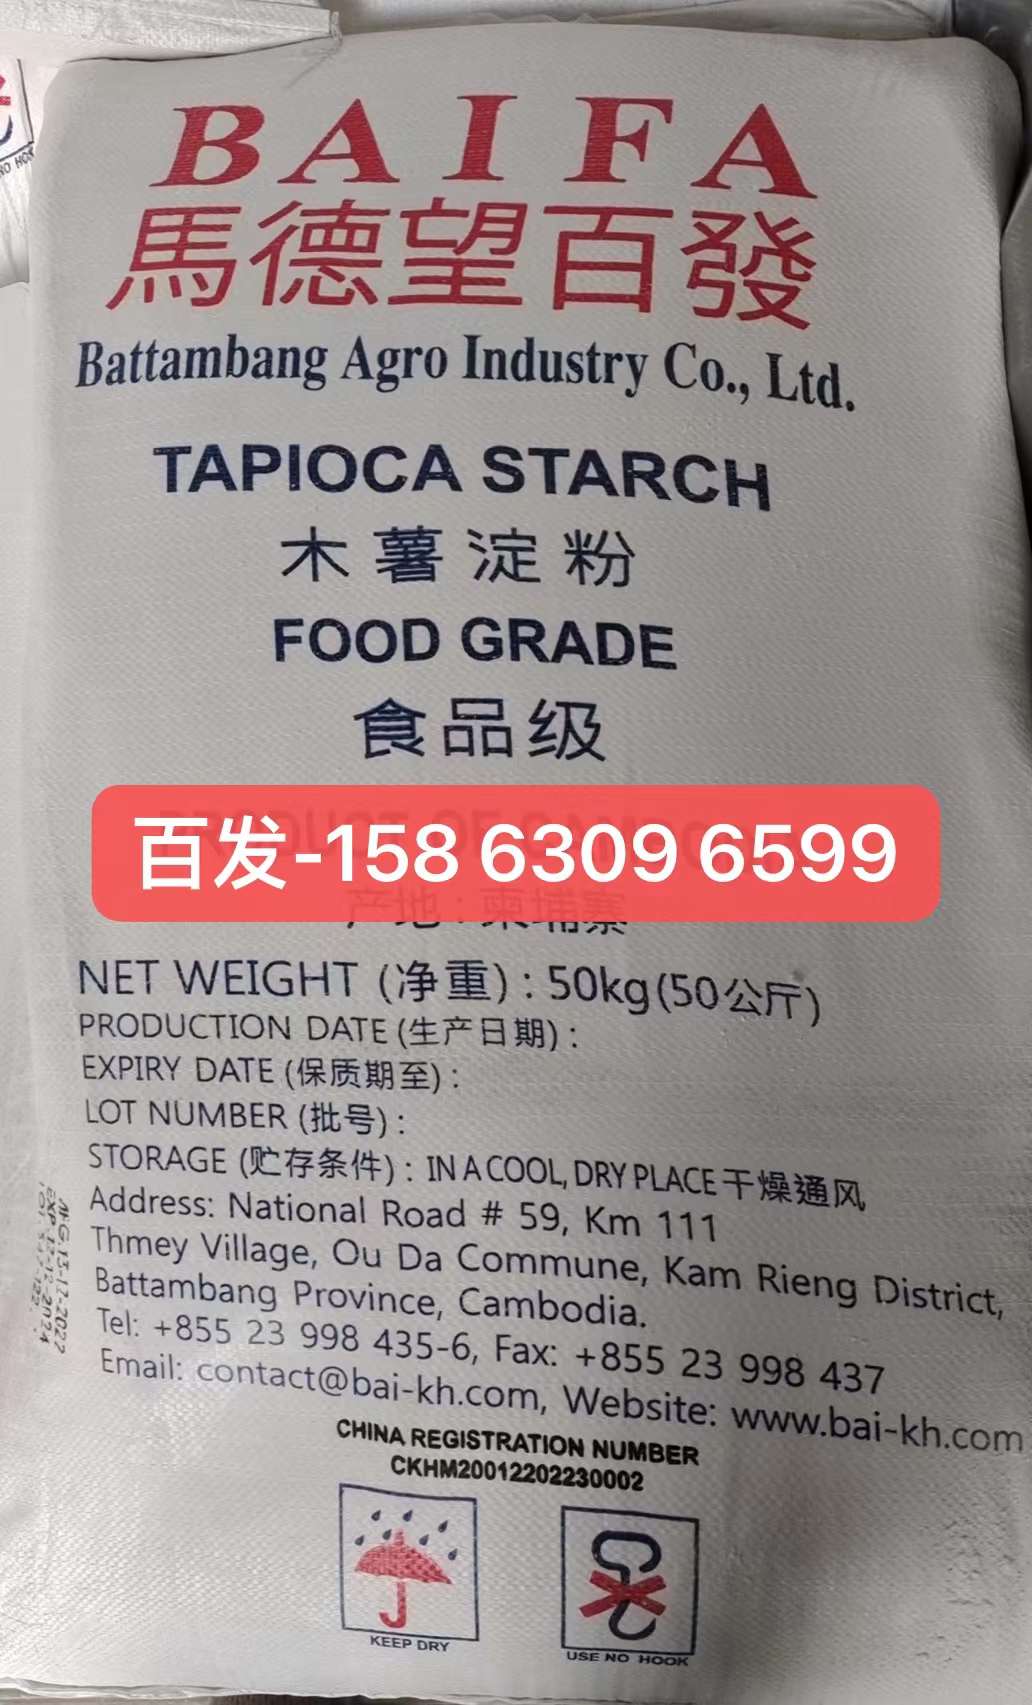 BAIFA
馬德望百發
Battambang Agro Industry Co., Ltd.
TAPIOCA STARCH
木薯淀粉
FOOD GRADE
食品级
百发-158 6309 6599
产地：柬埔寨
NET WEIGHT (净重) : 50kg(50公斤)
PRODUCTION DATE (生产日期) :
EXPIRY DATE (保质期至) :
LOT NUMBER (批号) :
STORAGE (贮存条件) : IN A COOL, DRY PLACE 干燥通风
Address: National Road # 59, Km 111
Thmey Village, Ou Da Commune, Kam Rieng District,
Battambang Province, Cambodia.
Tel: +855 23 998 435-6, Fax: +855 23 998 437
Email: contact@bai-kh.com, Website: www.bai-kh.com
CHINA REGISTRATION NUMBER
CKHM20012202230002
KEEP DRY
USE NO HOOK